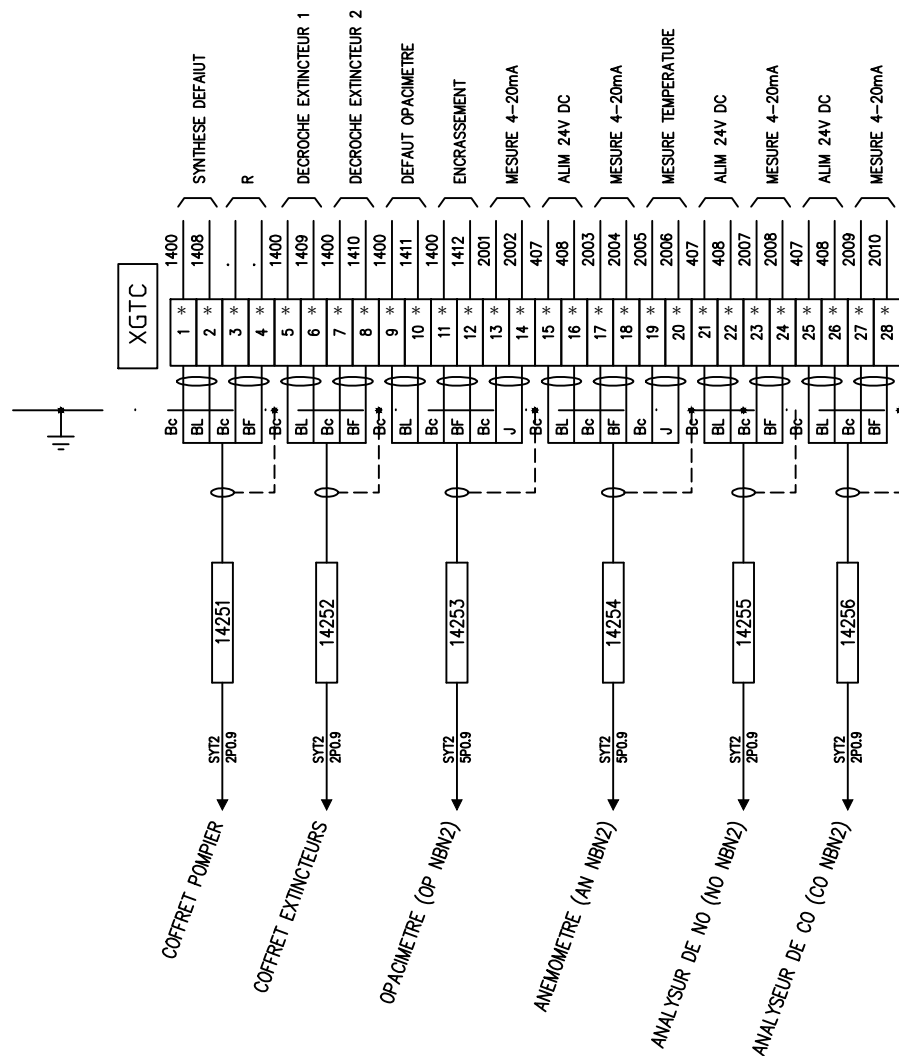 SYNTHESE DEFAIUT
R
DECROCHE EXTINCTEUR 1
DECROCHE EXTINCTEUR 2
DEFAUT OPACIMETRE
ENCRASSEMENT
MESURE 4-20mA
ALIM 24V DC
MESURE 4-20mA
MESURE TEMPERATURE
ALIM 24V DC
MESURE 4-20mA
ALIM 24V DC
MESURE 4-20mA
1400
1408
.
.
1400
1409
1400
1410
1400
1411
1400
1412
2001
2002
407
408
2003
2004
2005
2006
407
408
2007
2008
407
408
2009
2010
XGTC
1 *
2 *
3 *
4 *
5 *
6 *
7 *
8 *
9 *
10 *
11 *
12 *
13 *
14 *
15 *
16 *
17 *
18 *
19 *
20 *
21 *
22 *
23 *
24 *
25 *
26 *
27 *
28 *
Bc
BL
Bc
BF
Bc
BL
Bc
BF
Bc
BL
Bc
BF
Bc
J
Bc
BL
Bc
BF
Bc
J
Bc
BL
Bc
BF
Bc
BL
Bc
BF
14251
14252
14253
14254
14255
14256
SYT2
2P0.9
SYT2
2P0.9
SYT2
5P0.9
SYT2
5P0.9
SYT2
2P0.9
SYT2
2P0.9
COFFRET POMPIER
COFFRET EXTINCTEURS
OPACIMETRE (OP NBN2)
ANEMOMETRE (AN NBN2)
ANALYSUR DE NO (NO NBN2)
ANALYSEUR DE CO (CO NBN2)